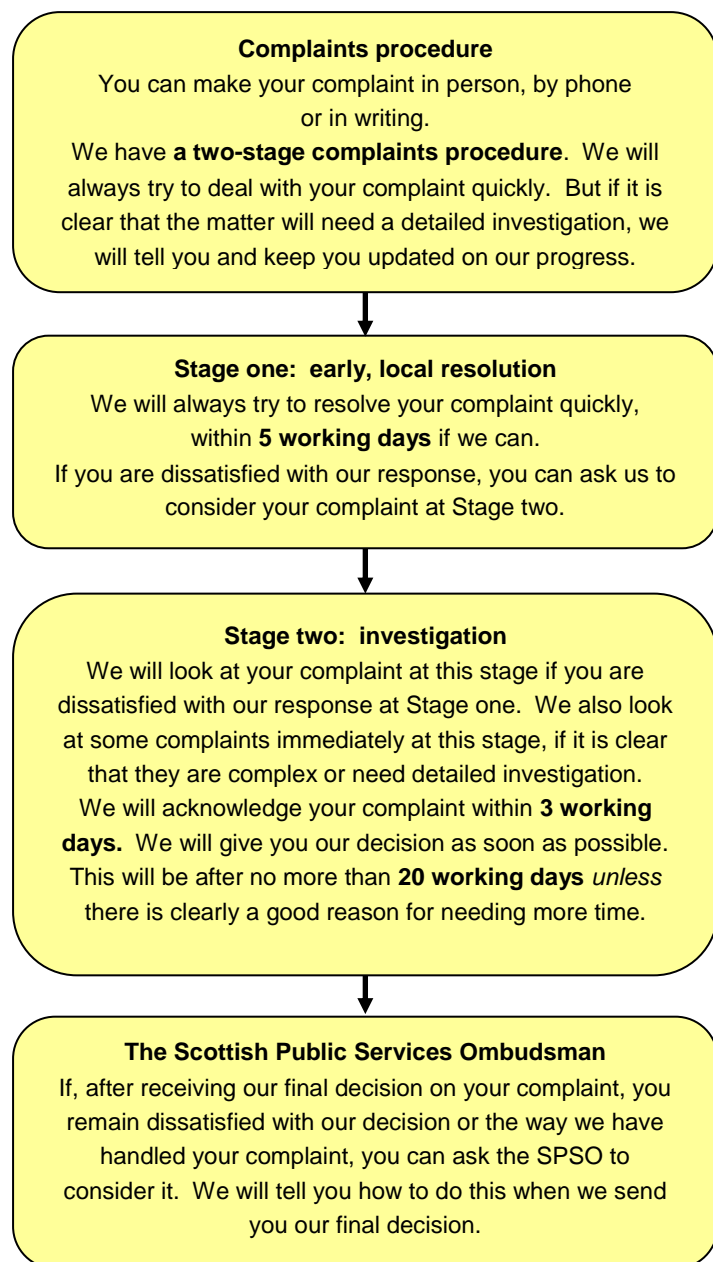 Complaints procedure
You can make your complaint in person, by phone
or in writing.
We have a two-stage complaints procedure.  We will
always try to deal with your complaint quickly.  But if it is
clear that the matter will need a detailed investigation, we
will tell you and keep you updated on our progress.
Stage one:  early, local resolution
We will always try to resolve your complaint quickly,
within 5 working days if we can.
If you are dissatisfied with our response, you can ask us to
consider your complaint at Stage two.
Stage two:  investigation
We will look at your complaint at this stage if you are
dissatisfied with our response at Stage one.  We also look
at some complaints immediately at this stage, if it is clear
that they are complex or need detailed investigation.
We will acknowledge your complaint within 3 working
days.  We will give you our decision as soon as possible.
This will be after no more than 20 working days unless
there is clearly a good reason for needing more time.
The Scottish Public Services Ombudsman
If, after receiving our final decision on your complaint, you
remain dissatisfied with our decision or the way we have
handled your complaint, you can ask the SPSO to
consider it.  We will tell you how to do this when we send
you our final decision.